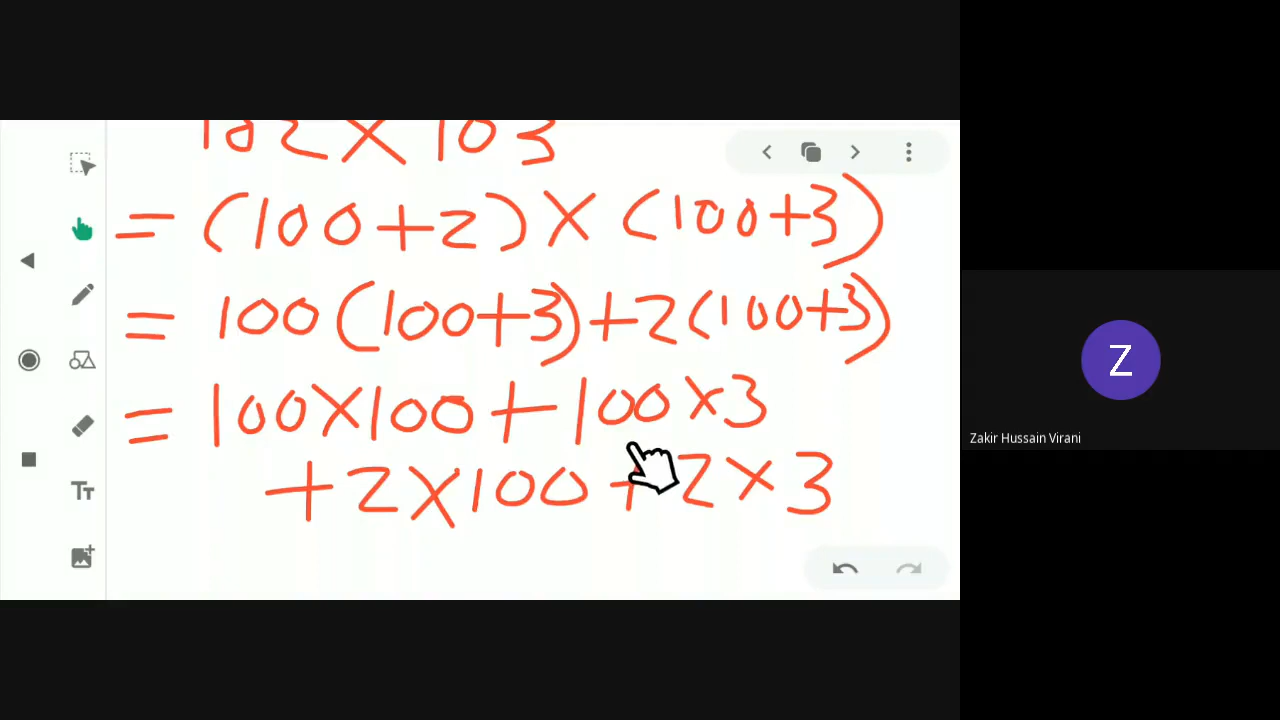 102 × 103
= (100+2) × (100+3)
= 100(100+3)+2(100+3)
= 100×100+100×3
+2×100+2×3
Tт
Z
Zakir Hussain Virani